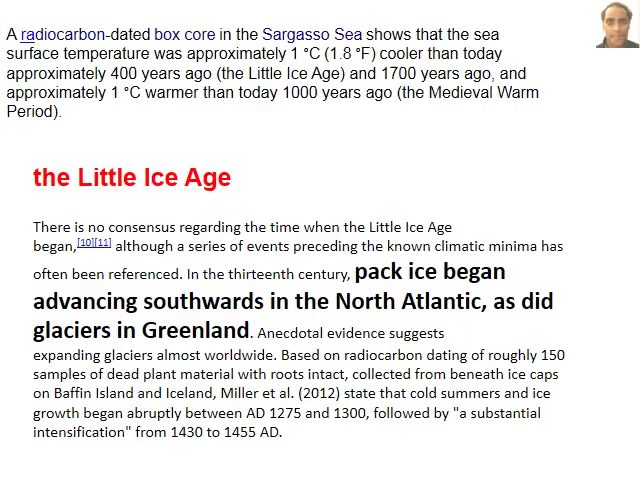 A radiocarbon-dated box core in the Sargasso Sea shows that the sea
surface temperature was approximately 1 °C (1.8 °F) cooler than today
approximately 400 years ago (the Little Ice Age) and 1700 years ago, and
approximately 1 °C warmer than today 1000 years ago (the Medieval Warm
Period).
the Little Ice Age
There is no consensus regarding the time when the Little Ice Age
began,[10][11] although a series of events preceding the known climatic minima has
often been referenced. In the thirteenth century, pack ice began
advancing southwards in the North Atlantic, as did
glaciers in Greenland. Anecdotal evidence suggests
expanding glaciers almost worldwide. Based on radiocarbon dating of roughly 150
samples of dead plant material with roots intact, collected from beneath ice caps
on Baffin Island and Iceland, Miller et al. (2012) state that cold summers and ice
growth began abruptly between AD 1275 and 1300, followed by "a substantial
intensification" from 1430 to 1455 AD.